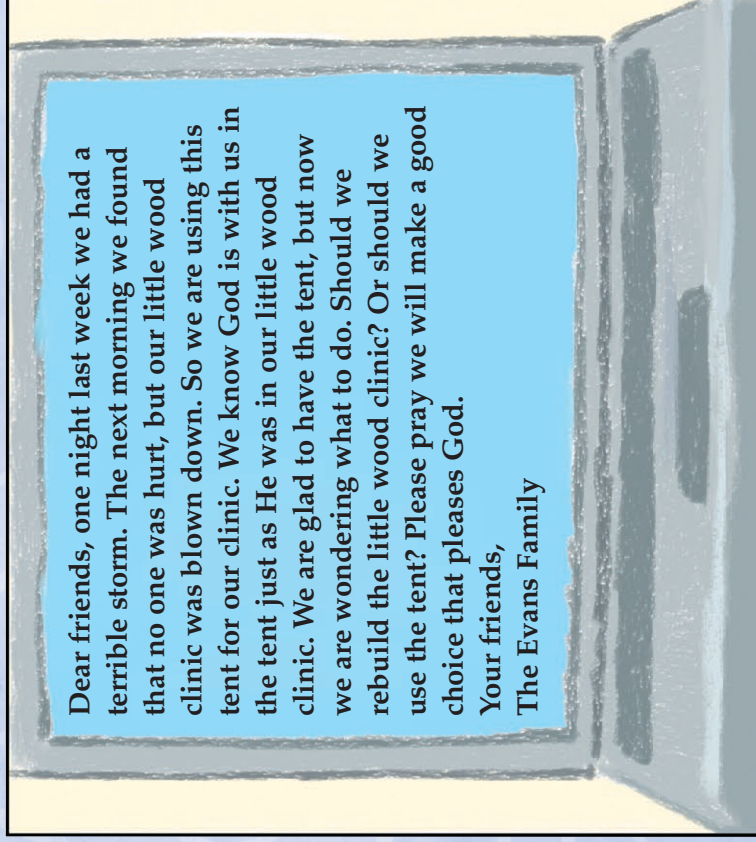 Dear friends, one night last week we had a
terrible storm. The next morning we found
that no one was hurt, but our little wood
clinic was blown down. So we are using this
tent for our clinic. We know God is with us in
the tent just as He was in our little wood
clinic. We are glad to have the tent, but now
we are wondering what to do. Should we
rebuild the little wood clinic? Or should we
use the tent? Please pray we will make a good
choice that pleases God.
Your friends,
The Evans Family